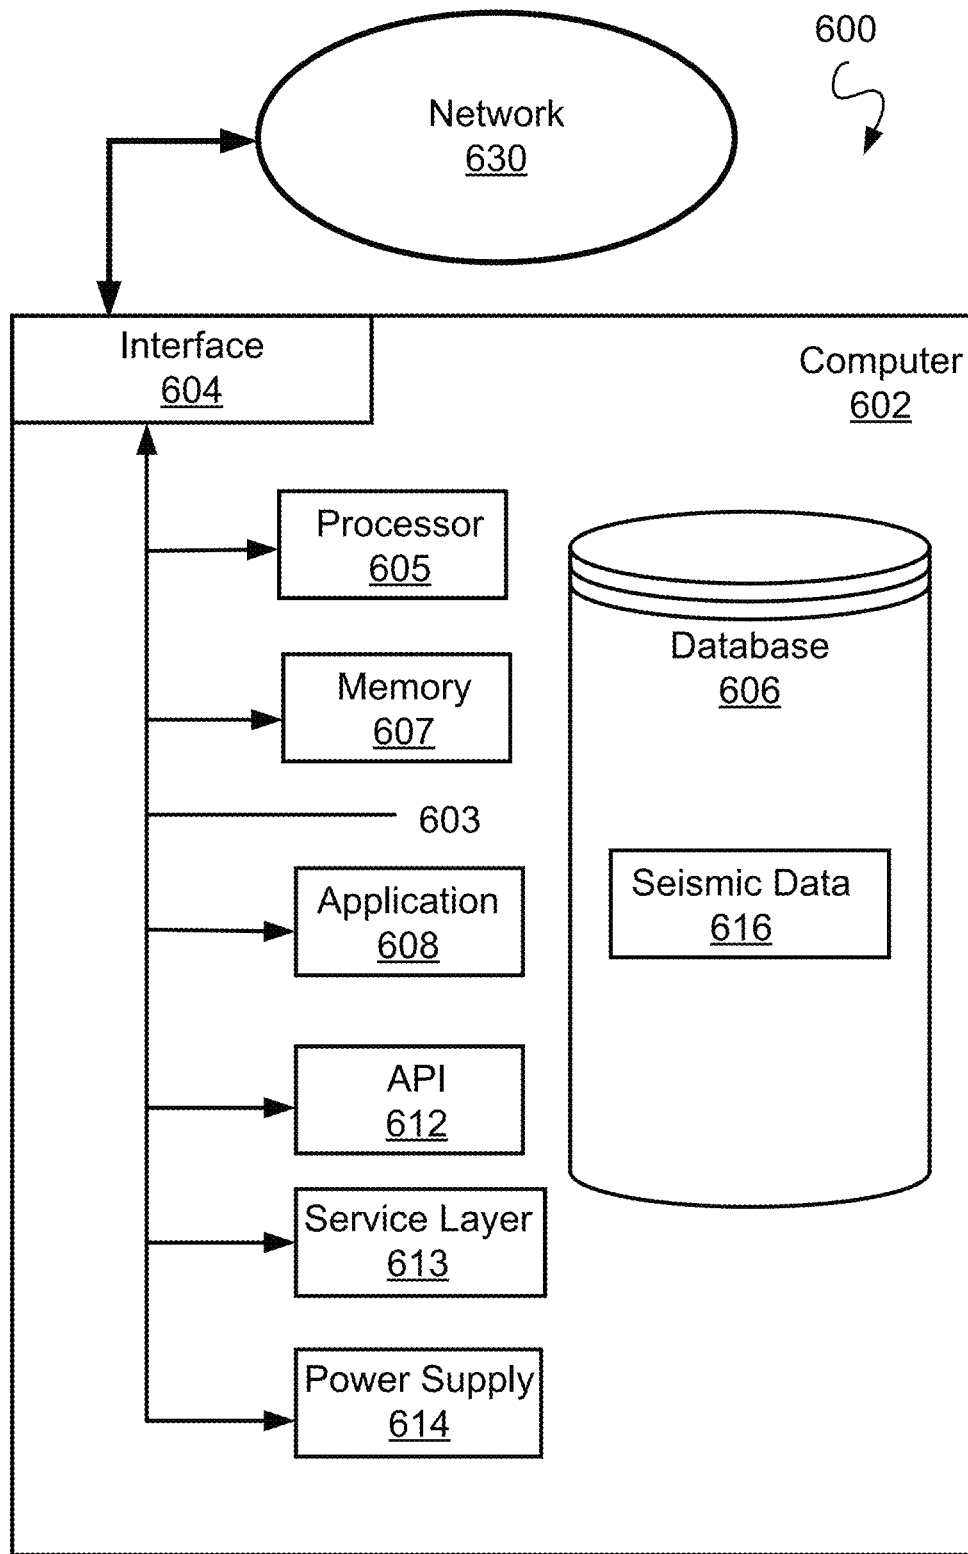 600
Network
630
Interface
604
Computer
602
Processor
605
Database
606
Memory
607
603
Application
608
Seismic Data
616
API
612
Service Layer
613
Power Supply
614